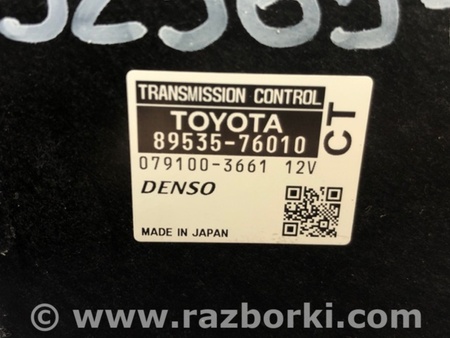 TRANSMISSION CONTROL
TOYOTA
89535-76010
079100-3661 12V
CT
DENSO
MADE IN JAPAN
© www.razborki.com